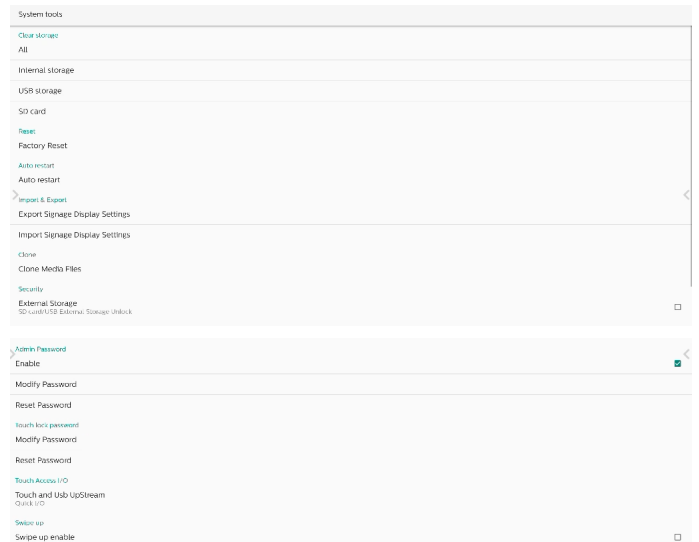 System tools
Clear storage
All
Internal storage
USB storage
SD card
Reset
Factory Reset
Auto restart
Auto restart
Import & Export
Export Signage Display Settings
Import Signage Display Settings
Clone
Clone Media Files
Security
External Storage
SD card/USB External Storage Unlock
Admin Password
Enable
Modify Password
Reset Password
Touch lock password
Modify Password
Reset Password
Touch Access I/O
Touch and Usb UpStream
Quick I/O
Swipe up
Swipe up enable